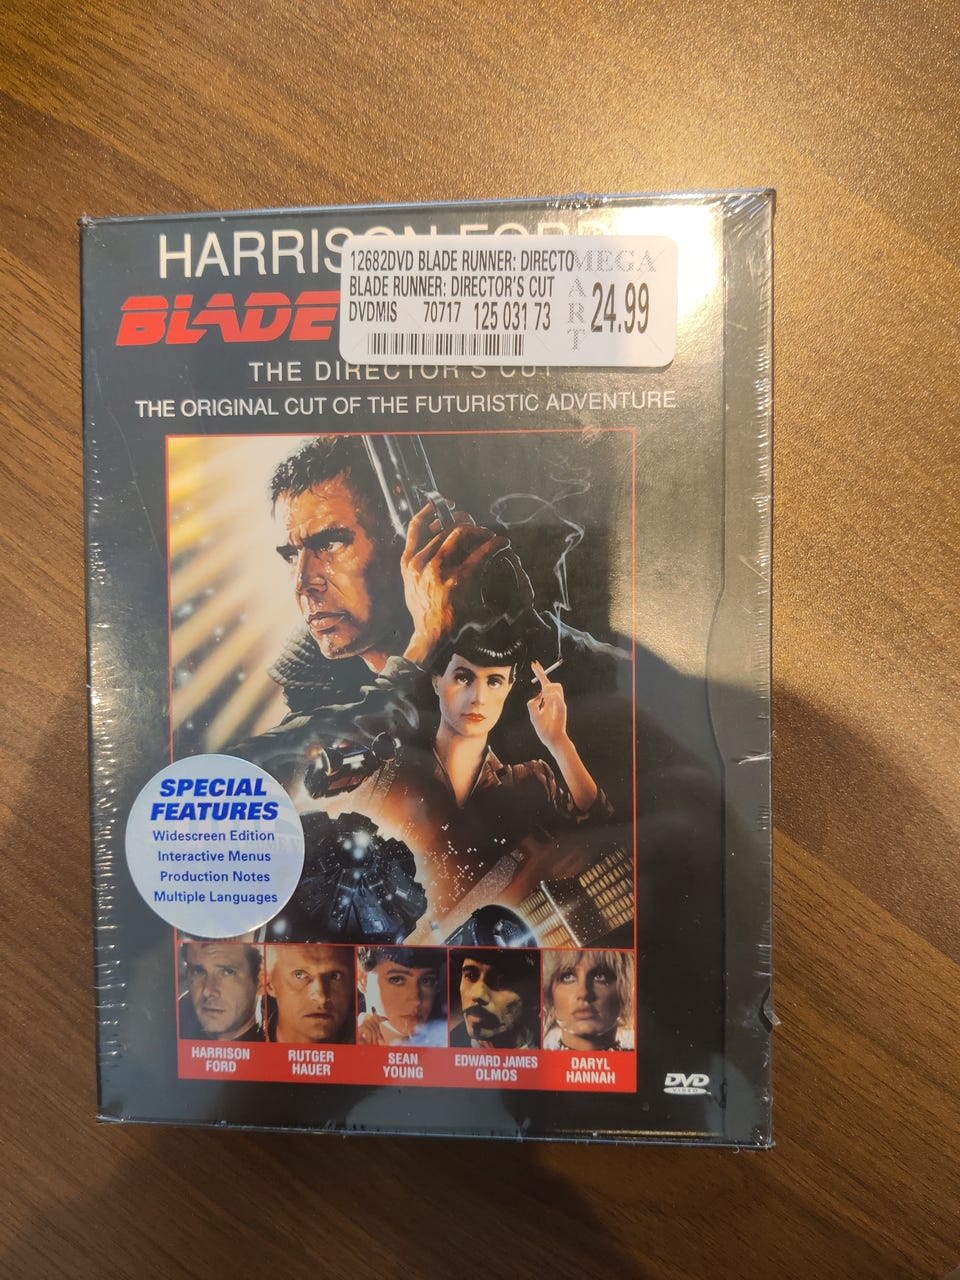 HARRISON FORD
12682DVD BLADE RUNNER: DIRECTO
BLADE RUNNER: DIRECTOR'S CUT
DVDMIS 70717 125 031 73
MEGA
MART
24.99
BLADE
THE DIRECTOR'S CUT
THE ORIGINAL CUT OF THE FUTURISTIC ADVENTURE
SPECIAL
FEATURES
Widescreen Edition
Interactive Menus
Production Notes
Multiple Languages
HARRISON
FORD
RUTGER
HAUER
SEAN
YOUNG
EDWARD JAMES
OLMOS
DARYL
HANNAH
DVD
VIDEO